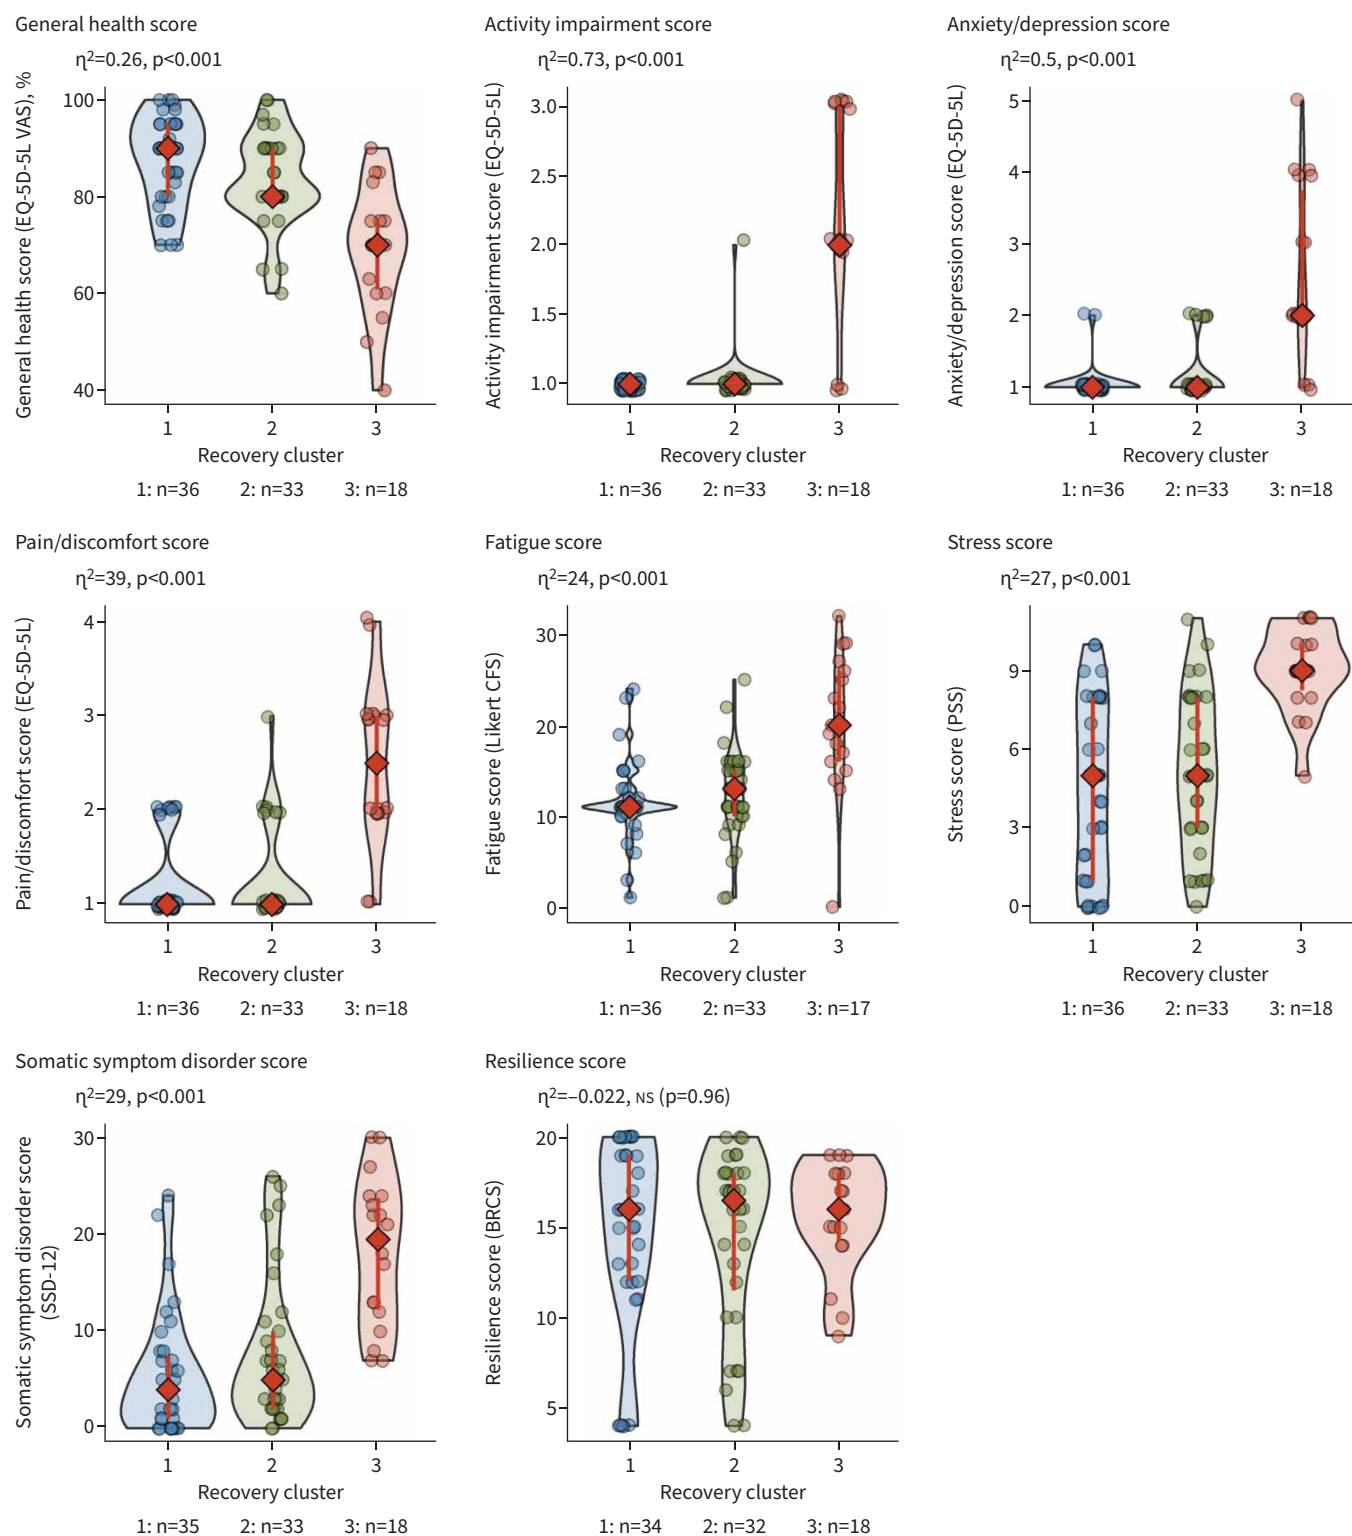 General health score
η²=0.26, p<0.001
General health score (EQ-5D-5L VAS), %
100
80
60
40
1 2 3
Recovery cluster
1: n=36 2: n=33 3: n=18
Activity impairment score
η²=0.73, p<0.001
Activity impairment score (EQ-5D-5L)
3.0
2.5
2.0
1.5
1.0
1 2 3
Recovery cluster
1: n=36 2: n=33 3: n=18
Anxiety/depression score
η²=0.5, p<0.001
Anxiety/depression score (EQ-5D-5L)
5
4
3
2
1
1 2 3
Recovery cluster
1: n=36 2: n=33 3: n=18
Pain/discomfort score
η²=39, p<0.001
Pain/discomfort score (EQ-5D-5L)
4
3
2
1
1 2 3
Recovery cluster
1: n=36 2: n=33 3: n=18
Fatigue score
η²=24, p<0.001
Fatigue score (Likert CFS)
30
20
10
0
1 2 3
Recovery cluster
1: n=36 2: n=33 3: n=17
Stress score
η²=27, p<0.001
Stress score (PSS)
9
6
3
0
1 2 3
Recovery cluster
1: n=36 2: n=33 3: n=18
Somatic symptom disorder score
η²=29, p<0.001
Somatic symptom disorder score
(SSD-12)
30
20
10
0
1 2 3
Recovery cluster
1: n=35 2: n=33 3: n=18
Resilience score
η²=–0.022, NS (p=0.96)
Resilience score (BRCS)
20
15
10
5
1 2 3
Recovery cluster
1: n=34 2: n=32 3: n=18